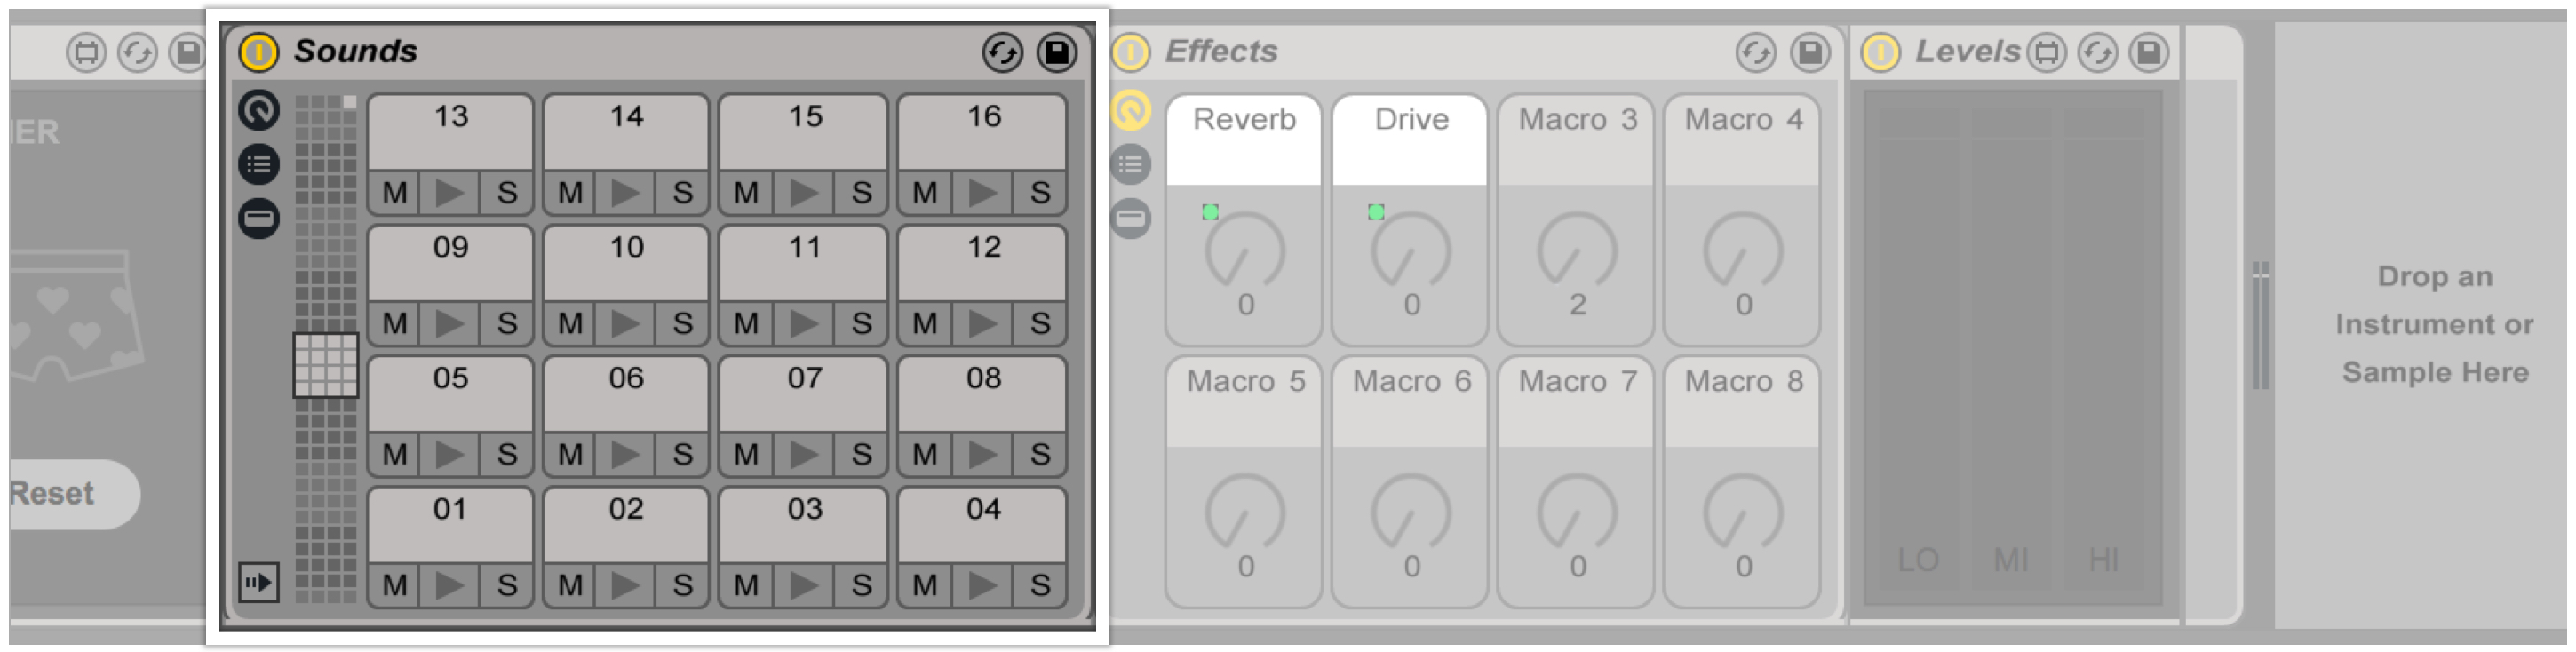 Sounds
Effects
Levels
ER
13 14 15 16
M S M S M S M S
09 10 11 12
M S M S M S M S
05 06 07 08
M S M S M S M S
01 02 03 04
M S M S M S M S
Reset
Reverb Drive Macro 3 Macro 4
0 0 2 0
Macro 5 Macro 6 Macro 7 Macro 8
0 0 0 0
LO MI HI
Drop an
Instrument or
Sample Here